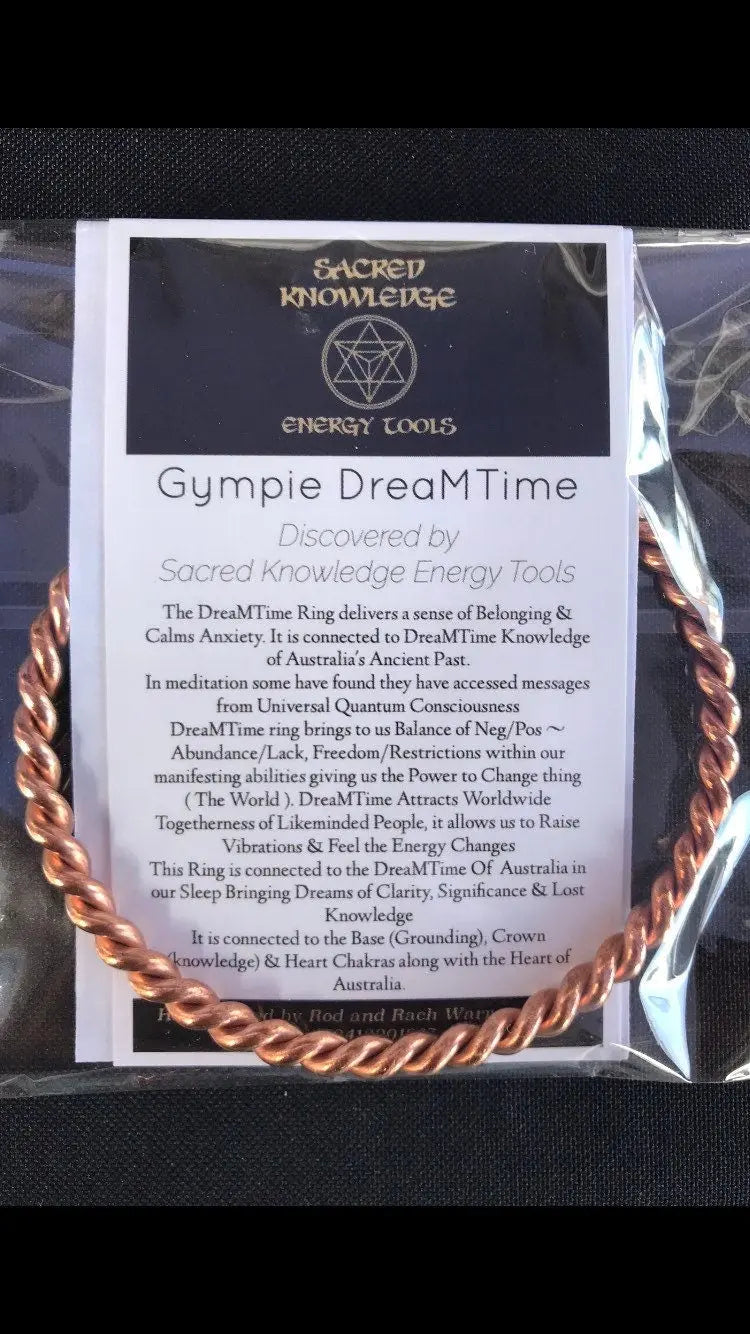 SACRED
KNOWLEDGE
ENERGY TOOLS
Gympie DreaMTime
Discovered by
Sacred Knowledge Energy Tools
The DreaMTime Ring delivers a sense of Belonging &
Calms Anxiety. It is connected to DreaMTime Knowledge
of Australia's Ancient Past.
In meditation some have found they have accessed messages
from Universal Quantum Consciousness
DreaMTime ring brings to us Balance of Neg/Pos ~
Abundance/Lack, Freedom/Restrictions within our
manifesting abilities giving us the Power to Change thing
( The World ). DreaMTime Attracts Worldwide
Togetherness of Likeminded People, it allows us to Raise
Vibrations & Feel the Energy Changes
This Ring is connected to the DreaMTime Of Australia in
our Sleep Bringing Dreams of Clarity, Significance & Lost
Knowledge
It is connected to the Base (Grounding), Crown
(knowledge) & Heart Chakras along with the Heart of
Australia.
by Rod and Rach